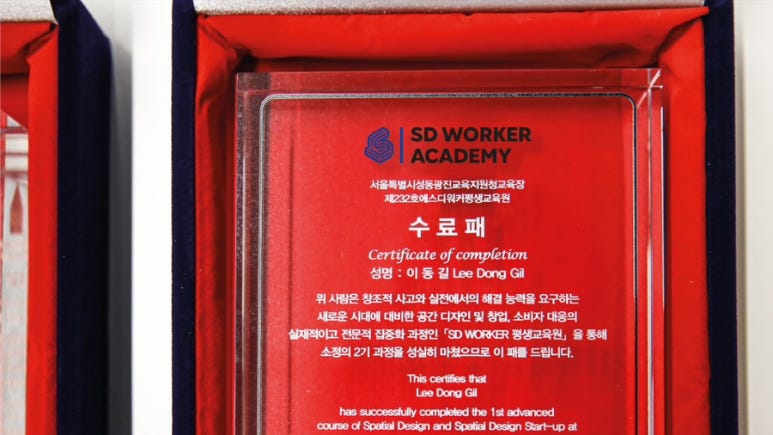 SD WORKER
ACADEMY
서울특별시성동광진교육지원청교육장
제232호에스디워커평생교육원
수료패
Certificate of completion
성명 : 이 동 길 Lee Dong Gil
위 사람은 창조적 사고와 실전에서의 해결 능력을 요구하는
새로운 시대에 대비한 공간 디자인 및 창업, 소비자 대응의
실재적이고 전문적 집중화 과정인「SD WORKER 평생교육원」을 통해
소정의 2기 과정을 성실히 마쳤으므로 이 패를 드립니다.
This certifies that
Lee Dong Gil
has successfully completed the 1st advanced
course of Spatial Design and Spatial Design Start-up at